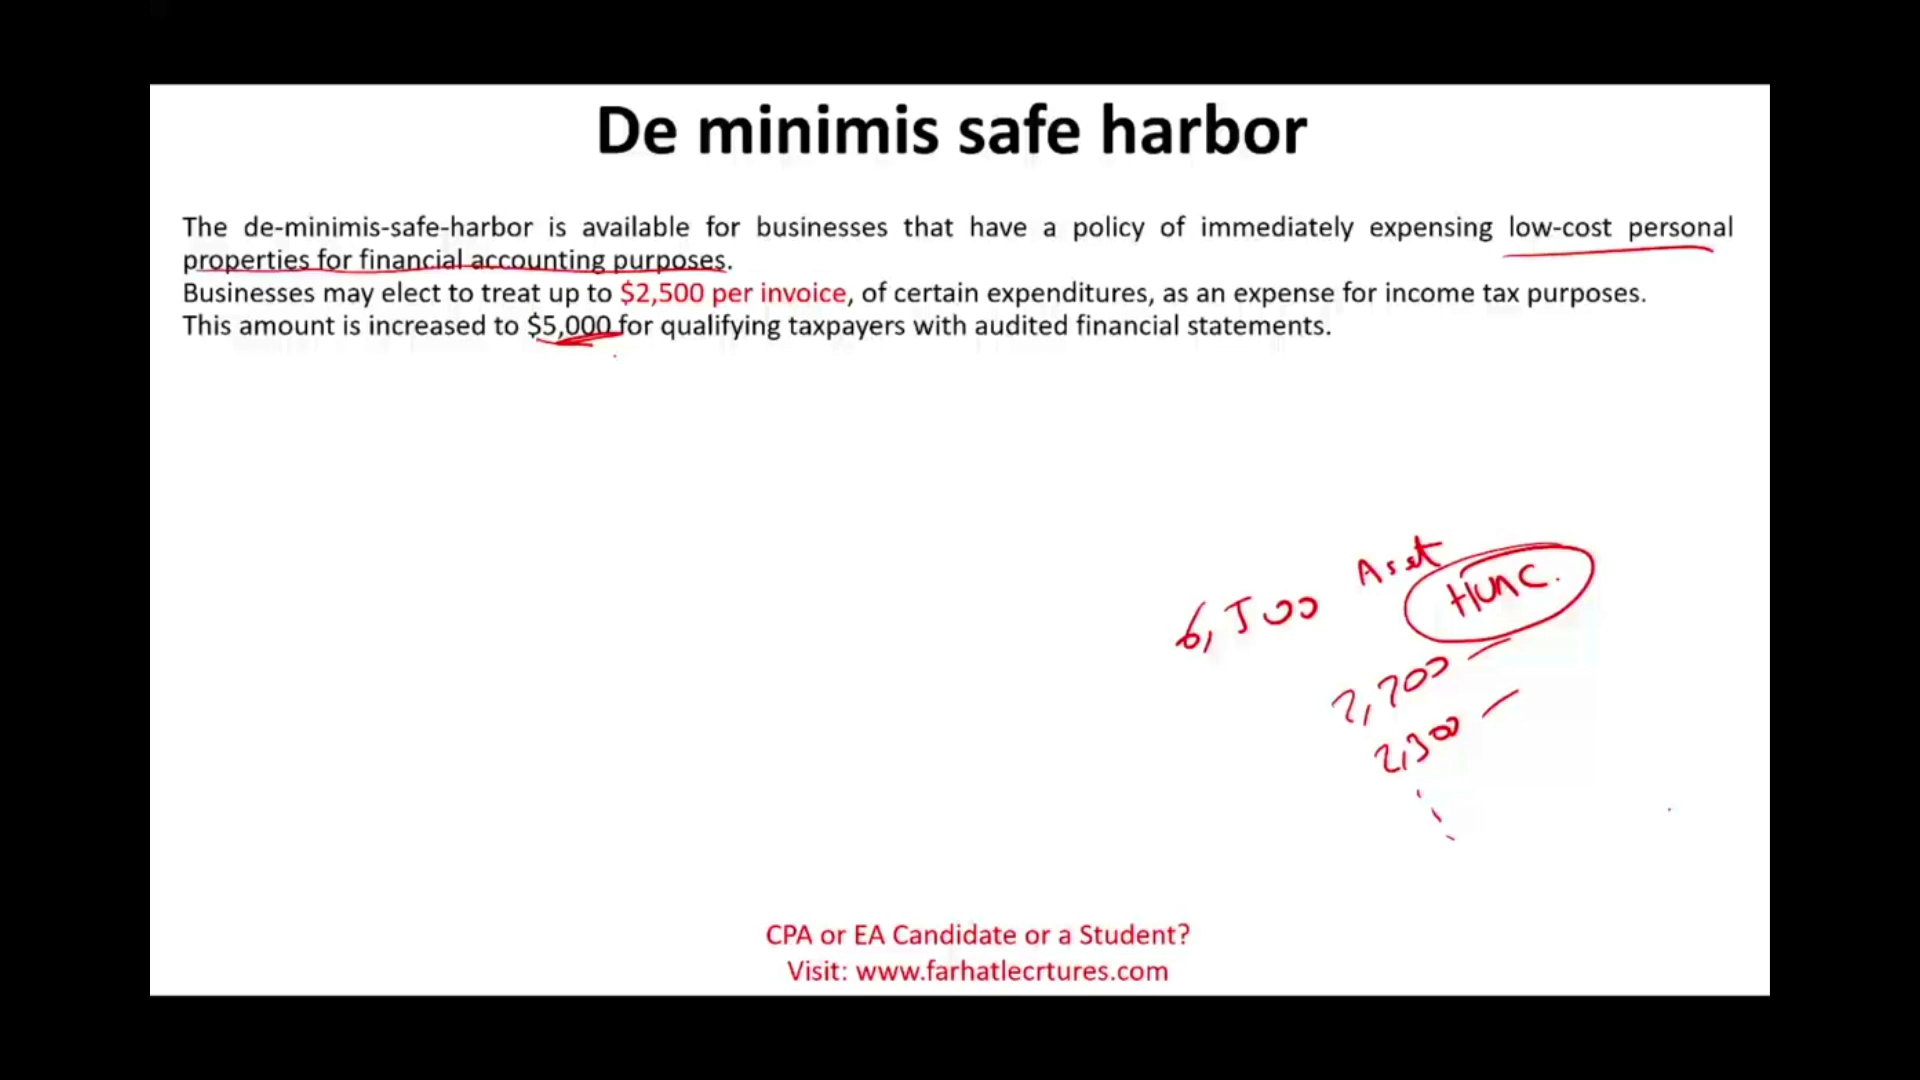 De minimis safe harbor
The de-minimis-safe-harbor is available for businesses that have a policy of immediately expensing low-cost personal
properties for financial accounting purposes.
Businesses may elect to treat up to $2,500 per invoice, of certain expenditures, as an expense for income tax purposes.
This amount is increased to $5,000 for qualifying taxpayers with audited financial statements.
Asset
6,500
2,300
CPA or EA Candidate or a Student?
Visit: www.farhatlecrtures.com